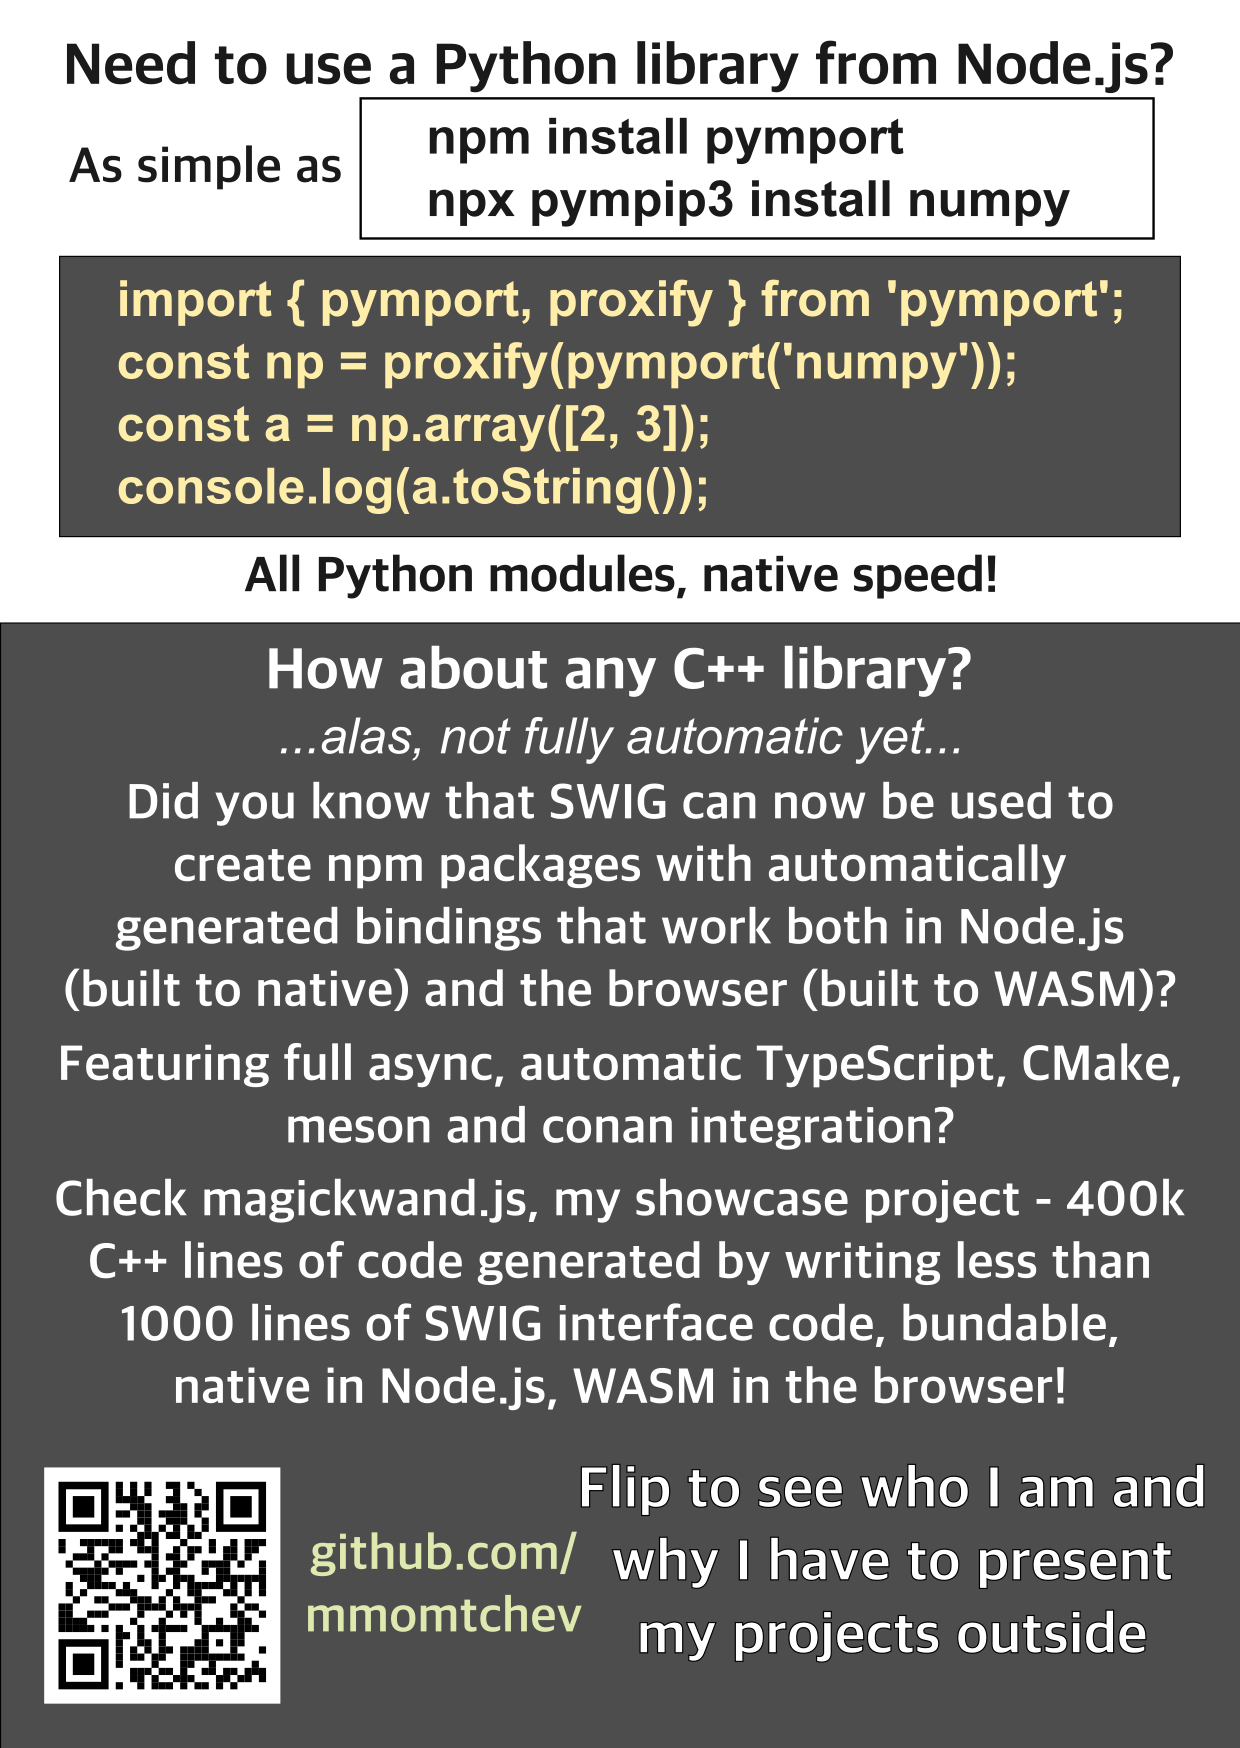 Need to use a Python library from Node.js?
As simple as
npm install pymport
npx pympip3 install numpy
import { pymport, proxify } from 'pymport';
const np = proxify(pymport('numpy'));
const a = np.array([2, 3]);
console.log(a.toString());
All Python modules, native speed!
How about any C++ library?
...alas, not fully automatic yet...
Did you know that SWIG can now be used to
create npm packages with automatically
generated bindings that work both in Node.js
(built to native) and the browser (built to WASM)?
Featuring full async, automatic TypeScript, CMake,
meson and conan integration?
Check magickwand.js, my showcase project - 400k
C++ lines of code generated by writing less than
1000 lines of SWIG interface code, bundable,
native in Node.js, WASM in the browser!
github.com/
mmomtchev
Flip to see who I am and
why I have to present
my projects outside